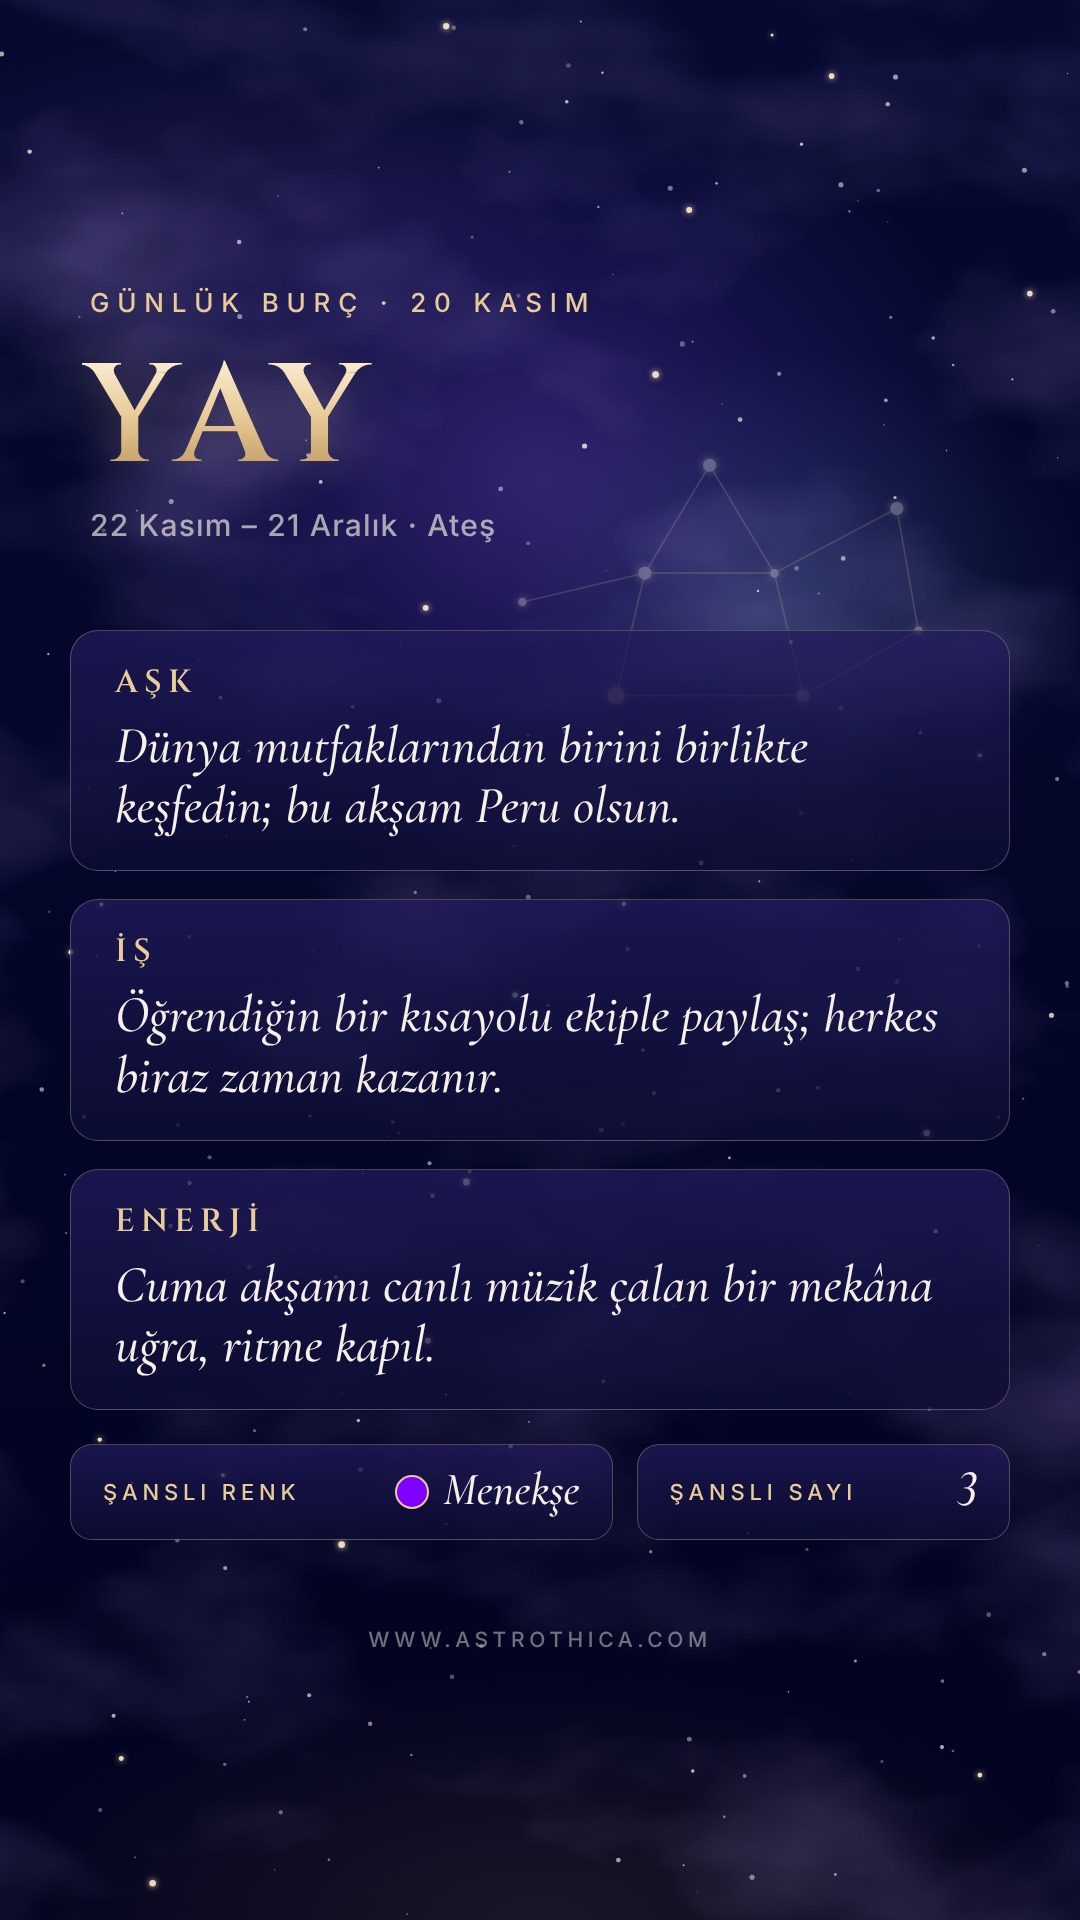 GÜNLÜK BURÇ · 20 KASIM
YAY
22 Kasım – 21 Aralık · Ateş
AŞK
Dünya mutfaklarından birini birlikte
keşfedin; bu akşam Peru olsun.
İŞ
Öğrendiğin bir kısayolu ekiple paylaş; herkes
biraz zaman kazanır.
ENERJİ
Cuma akşamı canlı müzik çalan bir mekâna
uğra, ritme kapıl.
ŞANSLI RENK Menekşe
ŞANSLI SAYI 3
WWW.ASTROTHICA.COM